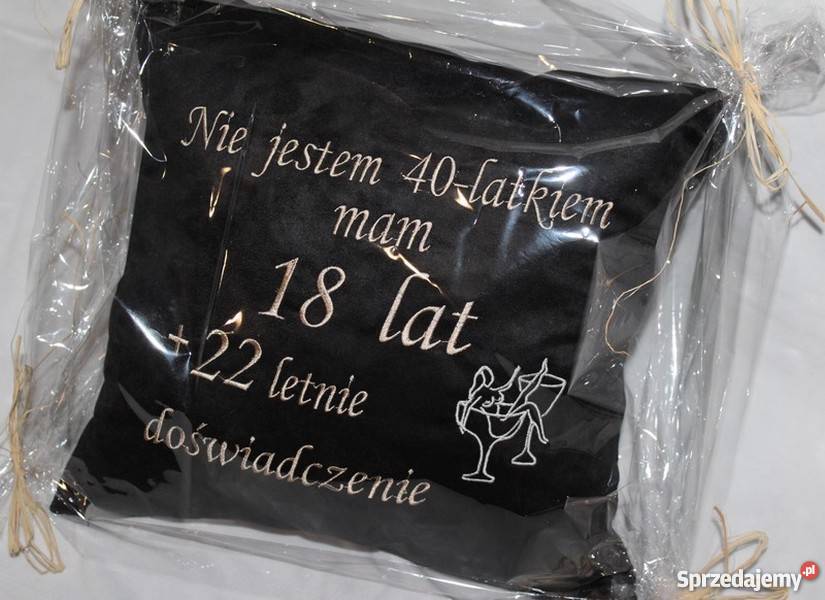 Nie jestem 40-latkiem
mam
18 lat
+22 letnie
doświadczenie
Sprzedajemy.pl